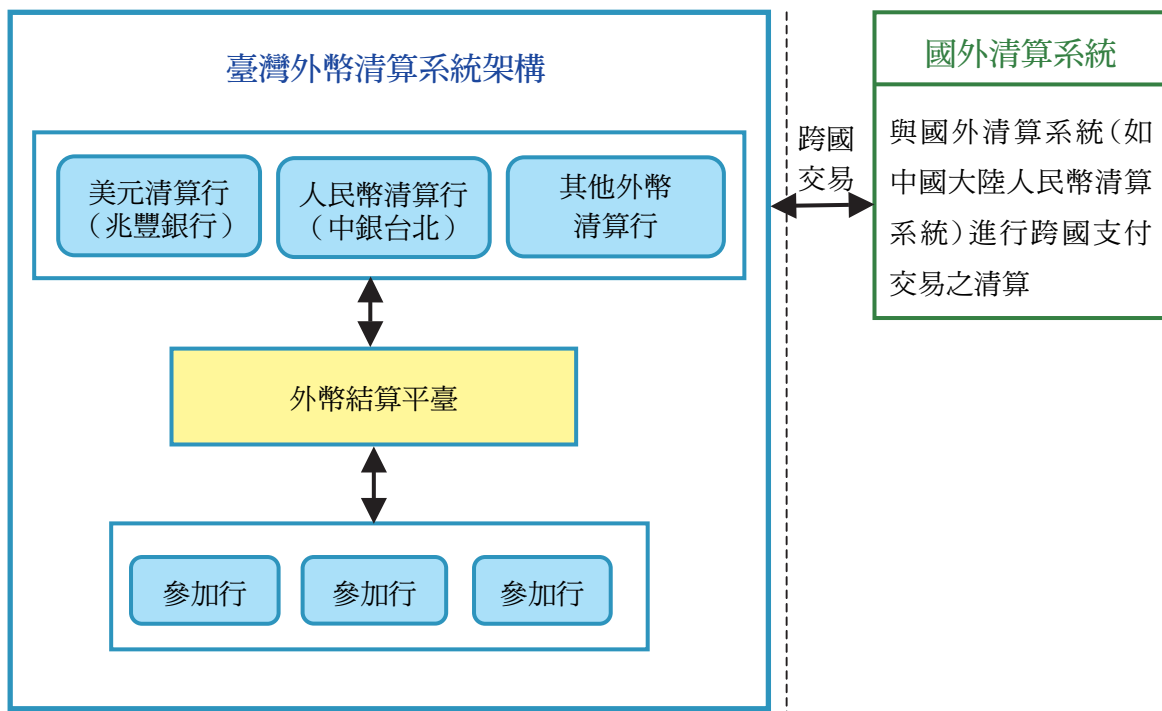 臺灣外幣清算系統架構
美元清算行
（兆豐銀行）
人民幣清算行
（中銀台北）
其他外幣
清算行
外幣結算平臺
參加行
參加行
參加行
跨國
交易
國外清算系統
與國外清算系統（如
中國大陸人民幣清算
系統）進行跨國支付
交易之清算